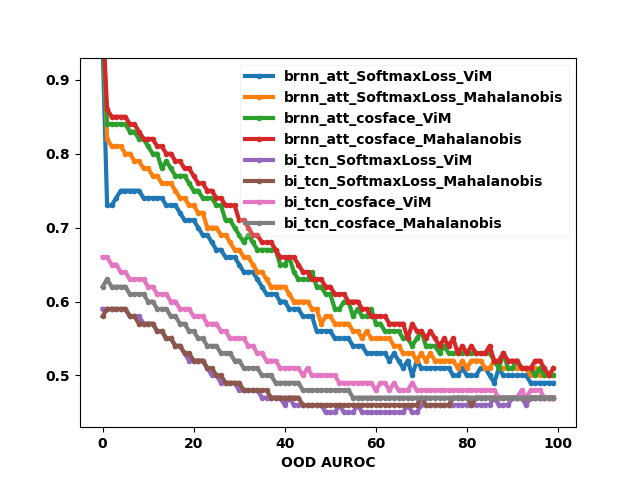 0.9
0.8
0.7
0.6
0.5
brnn_att_SoftmaxLoss_ViM
brnn_att_SoftmaxLoss_Mahalanobis
brnn_att_cosface_ViM
brnn_att_cosface_Mahalanobis
bi_tcn_SoftmaxLoss_ViM
bi_tcn_SoftmaxLoss_Mahalanobis
bi_tcn_cosface_ViM
bi_tcn_cosface_Mahalanobis
0 20 40 60 80 100
OOD AUROC